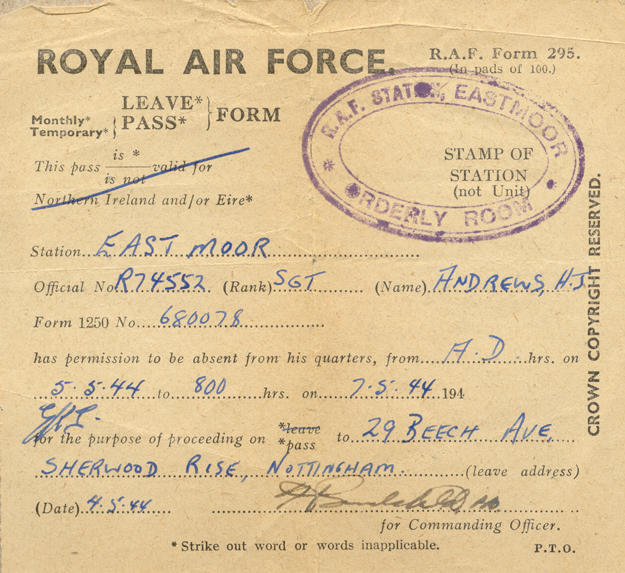 ROYAL AIR FORCE.
R.A.F. Form 295.
(In pads of 100.)
Monthly*
Temporary*
LEAVE*
PASS*
FORM
R.A.F. STATION, EASTMOOR
ORDERLY ROOM
STAMP OF
STATION
(not Unit)
This pass is * valid for
is not
Northern Ireland and/or Eire*
Station EAST MOOR
Official No R74552 (Rank) SGT (Name) ANDREWS, H.J.
Form 1250 No. 680078
has permission to be absent from his quarters, from A.D. hrs. on
5.5.44 to 800 hrs. on 7.5.44 194
for the purpose of proceeding on *leave
*pass to 29 BEECH AVE,
SHERWOOD RISE, NOTTINGHAM. (leave address)
(Date) 4.5.44
for Commanding Officer.
*Strike out word or words inapplicable.
P.T.O.
CROWN COPYRIGHT RESERVED.